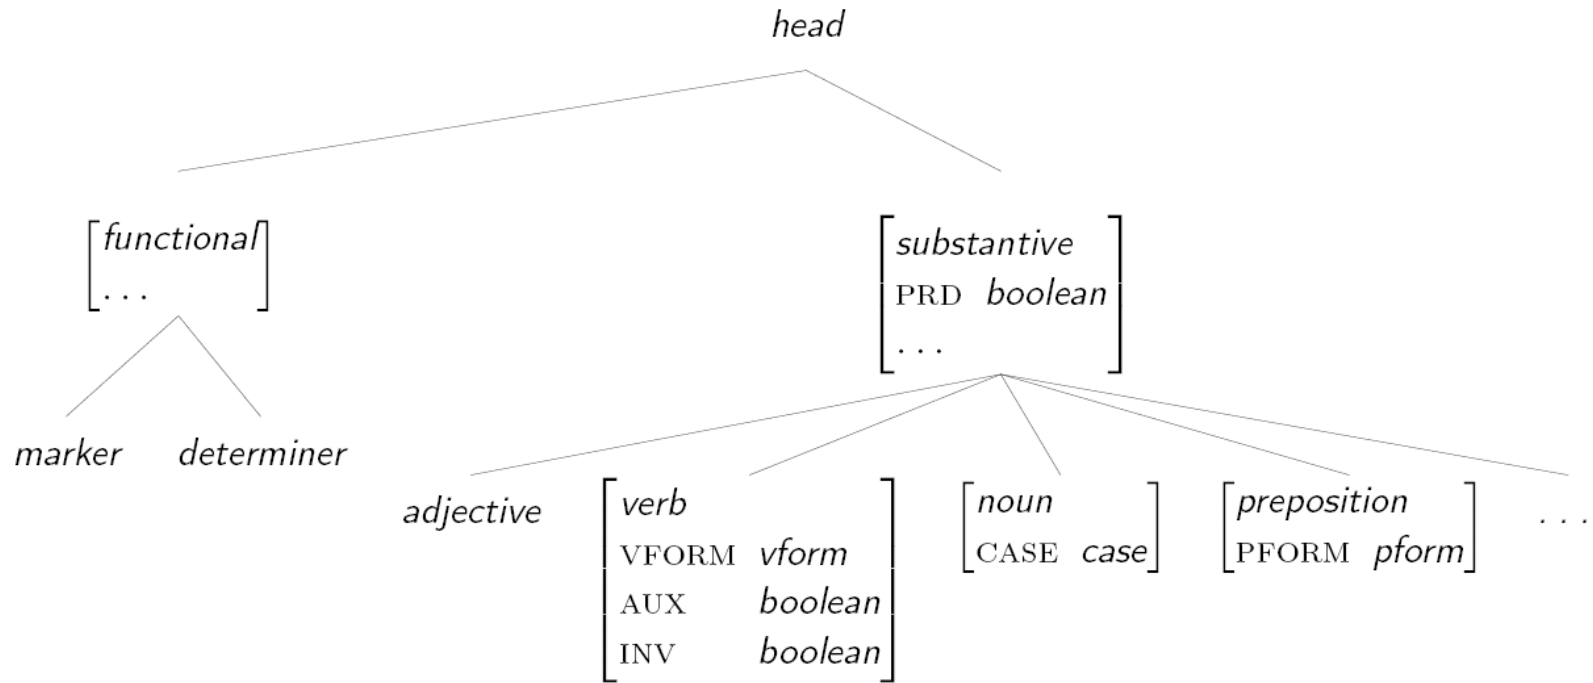 head
functional
. . .
substantive
PRD boolean
. . .
marker determiner
adjective
verb
VFORM vform
AUX boolean
INV boolean
noun
CASE case
preposition
PFORM pform
. . .